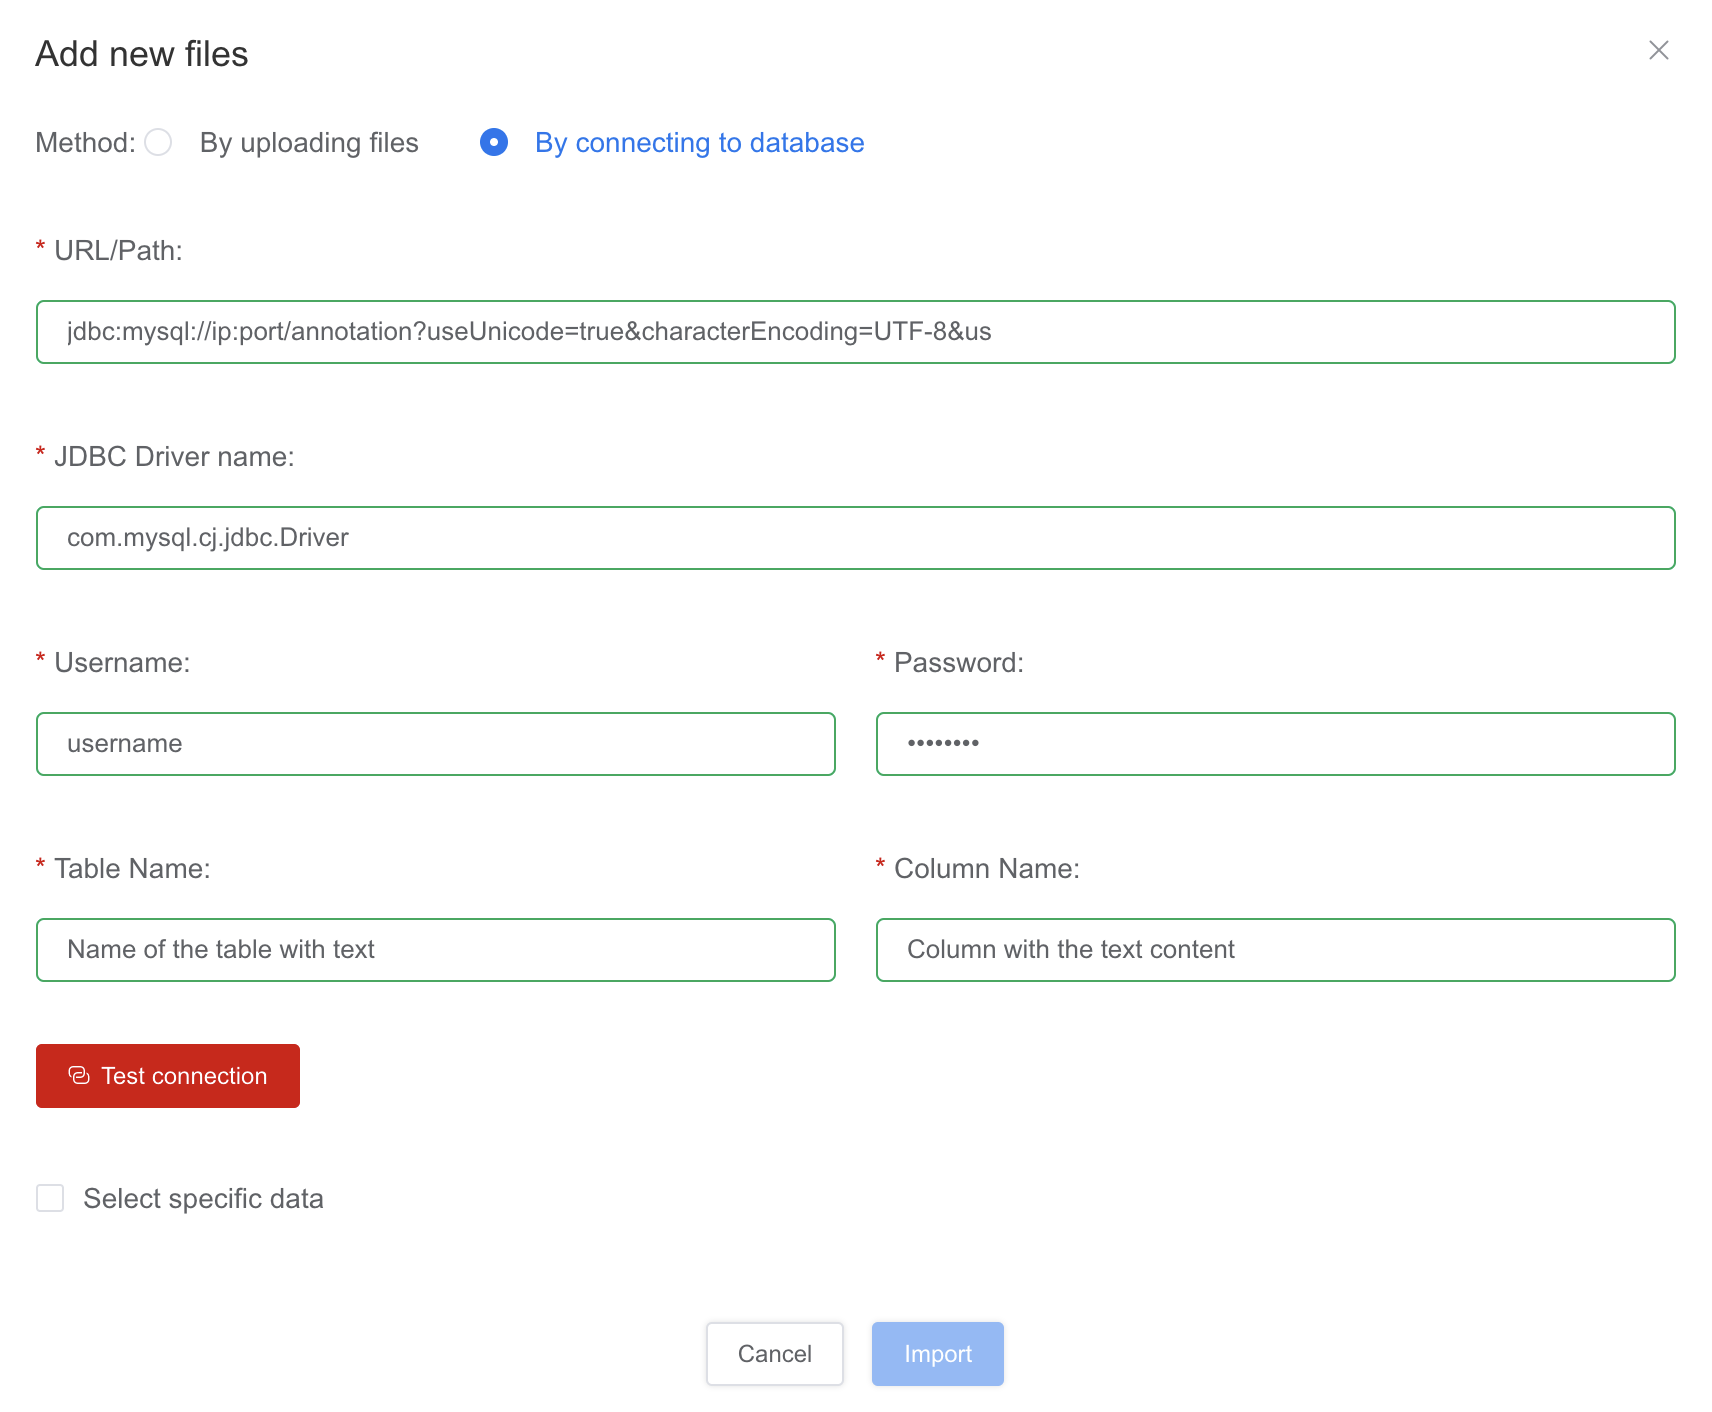 Add new files
Method: By uploading files By connecting to database
* URL/Path:
jdbc:mysql://ip:port/annotation?useUnicode=true&characterEncoding=UTF-8&us
* JDBC Driver name:
com.mysql.cj.jdbc.Driver
* Username: * Password:
username ••••••••
* Table Name: * Column Name:
Name of the table with text Column with the text content
Test connection
Select specific data
Cancel Import